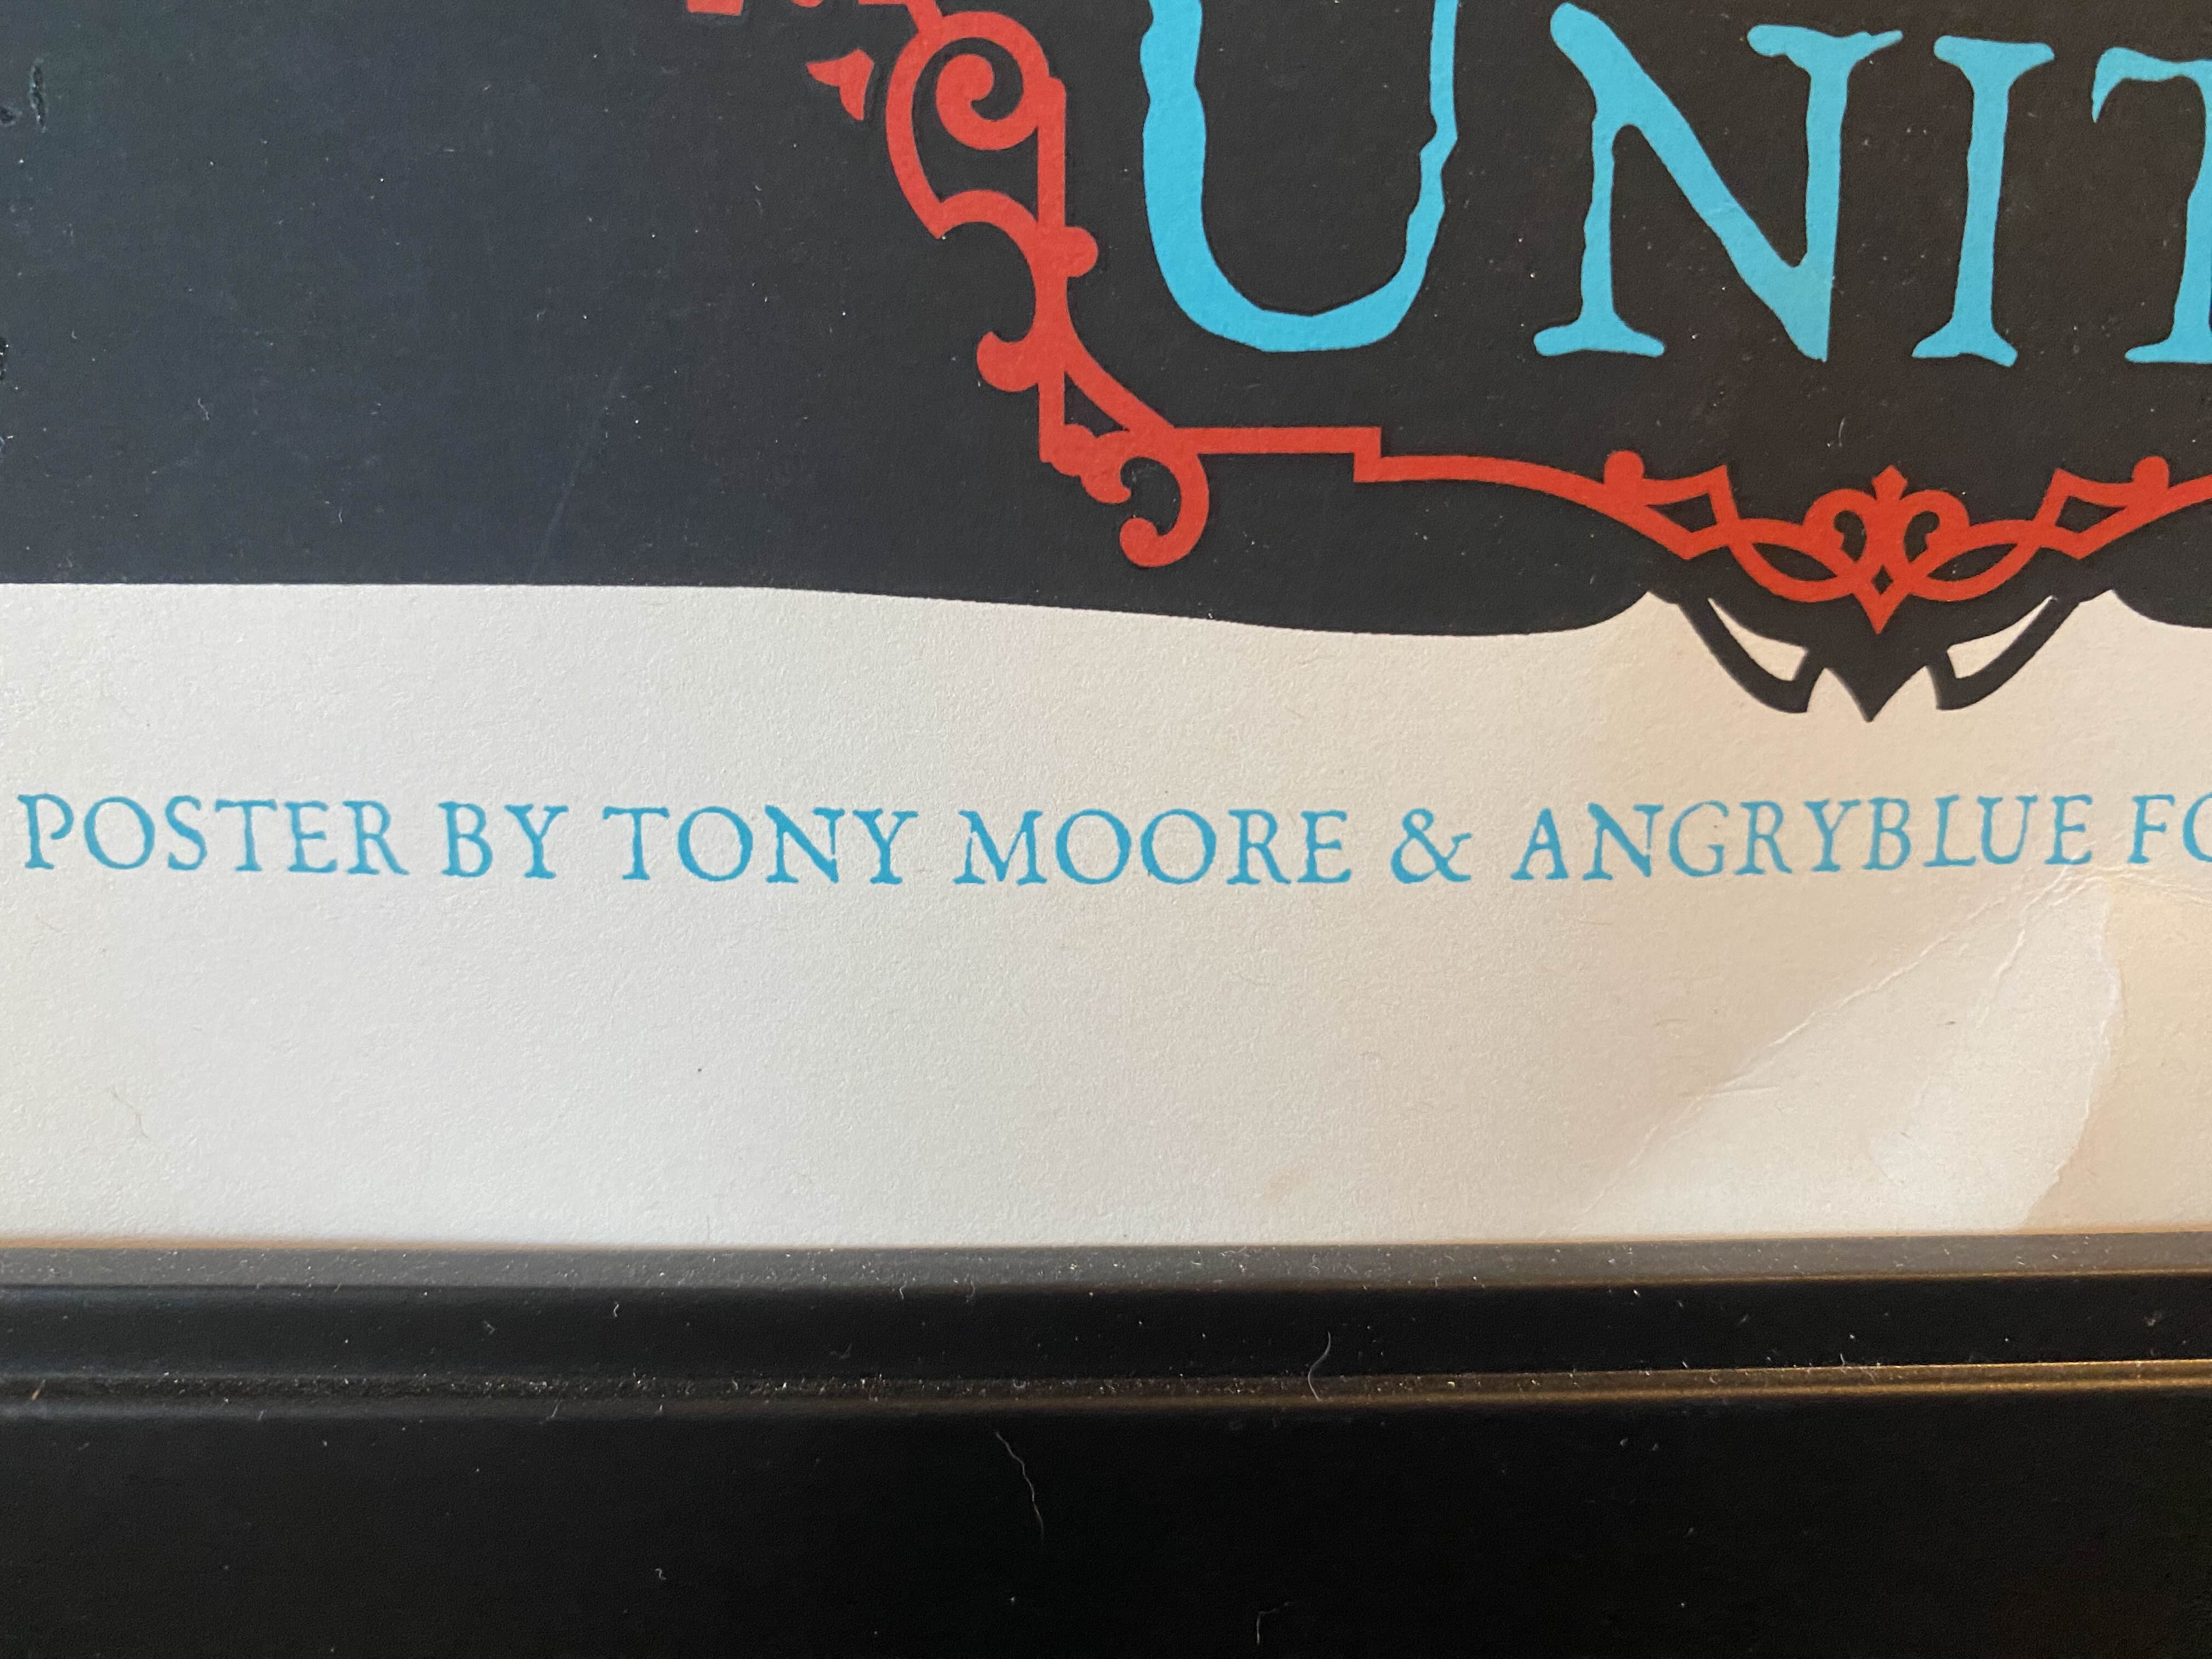 UNIT
POSTER BY TONY MOORE & ANGRYBLUE FO